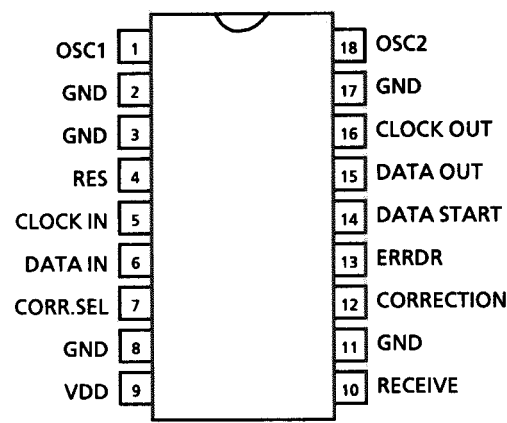 OSC1 1 18 OSC2
GND 2 17 GND
GND 3 16 CLOCK OUT
RES 4 15 DATA OUT
CLOCK IN 5 14 DATA START
DATA IN 6 13 ERRDR
CORR.SEL 7 12 CORRECTION
GND 8 11 GND
VDD 9 10 RECEIVE